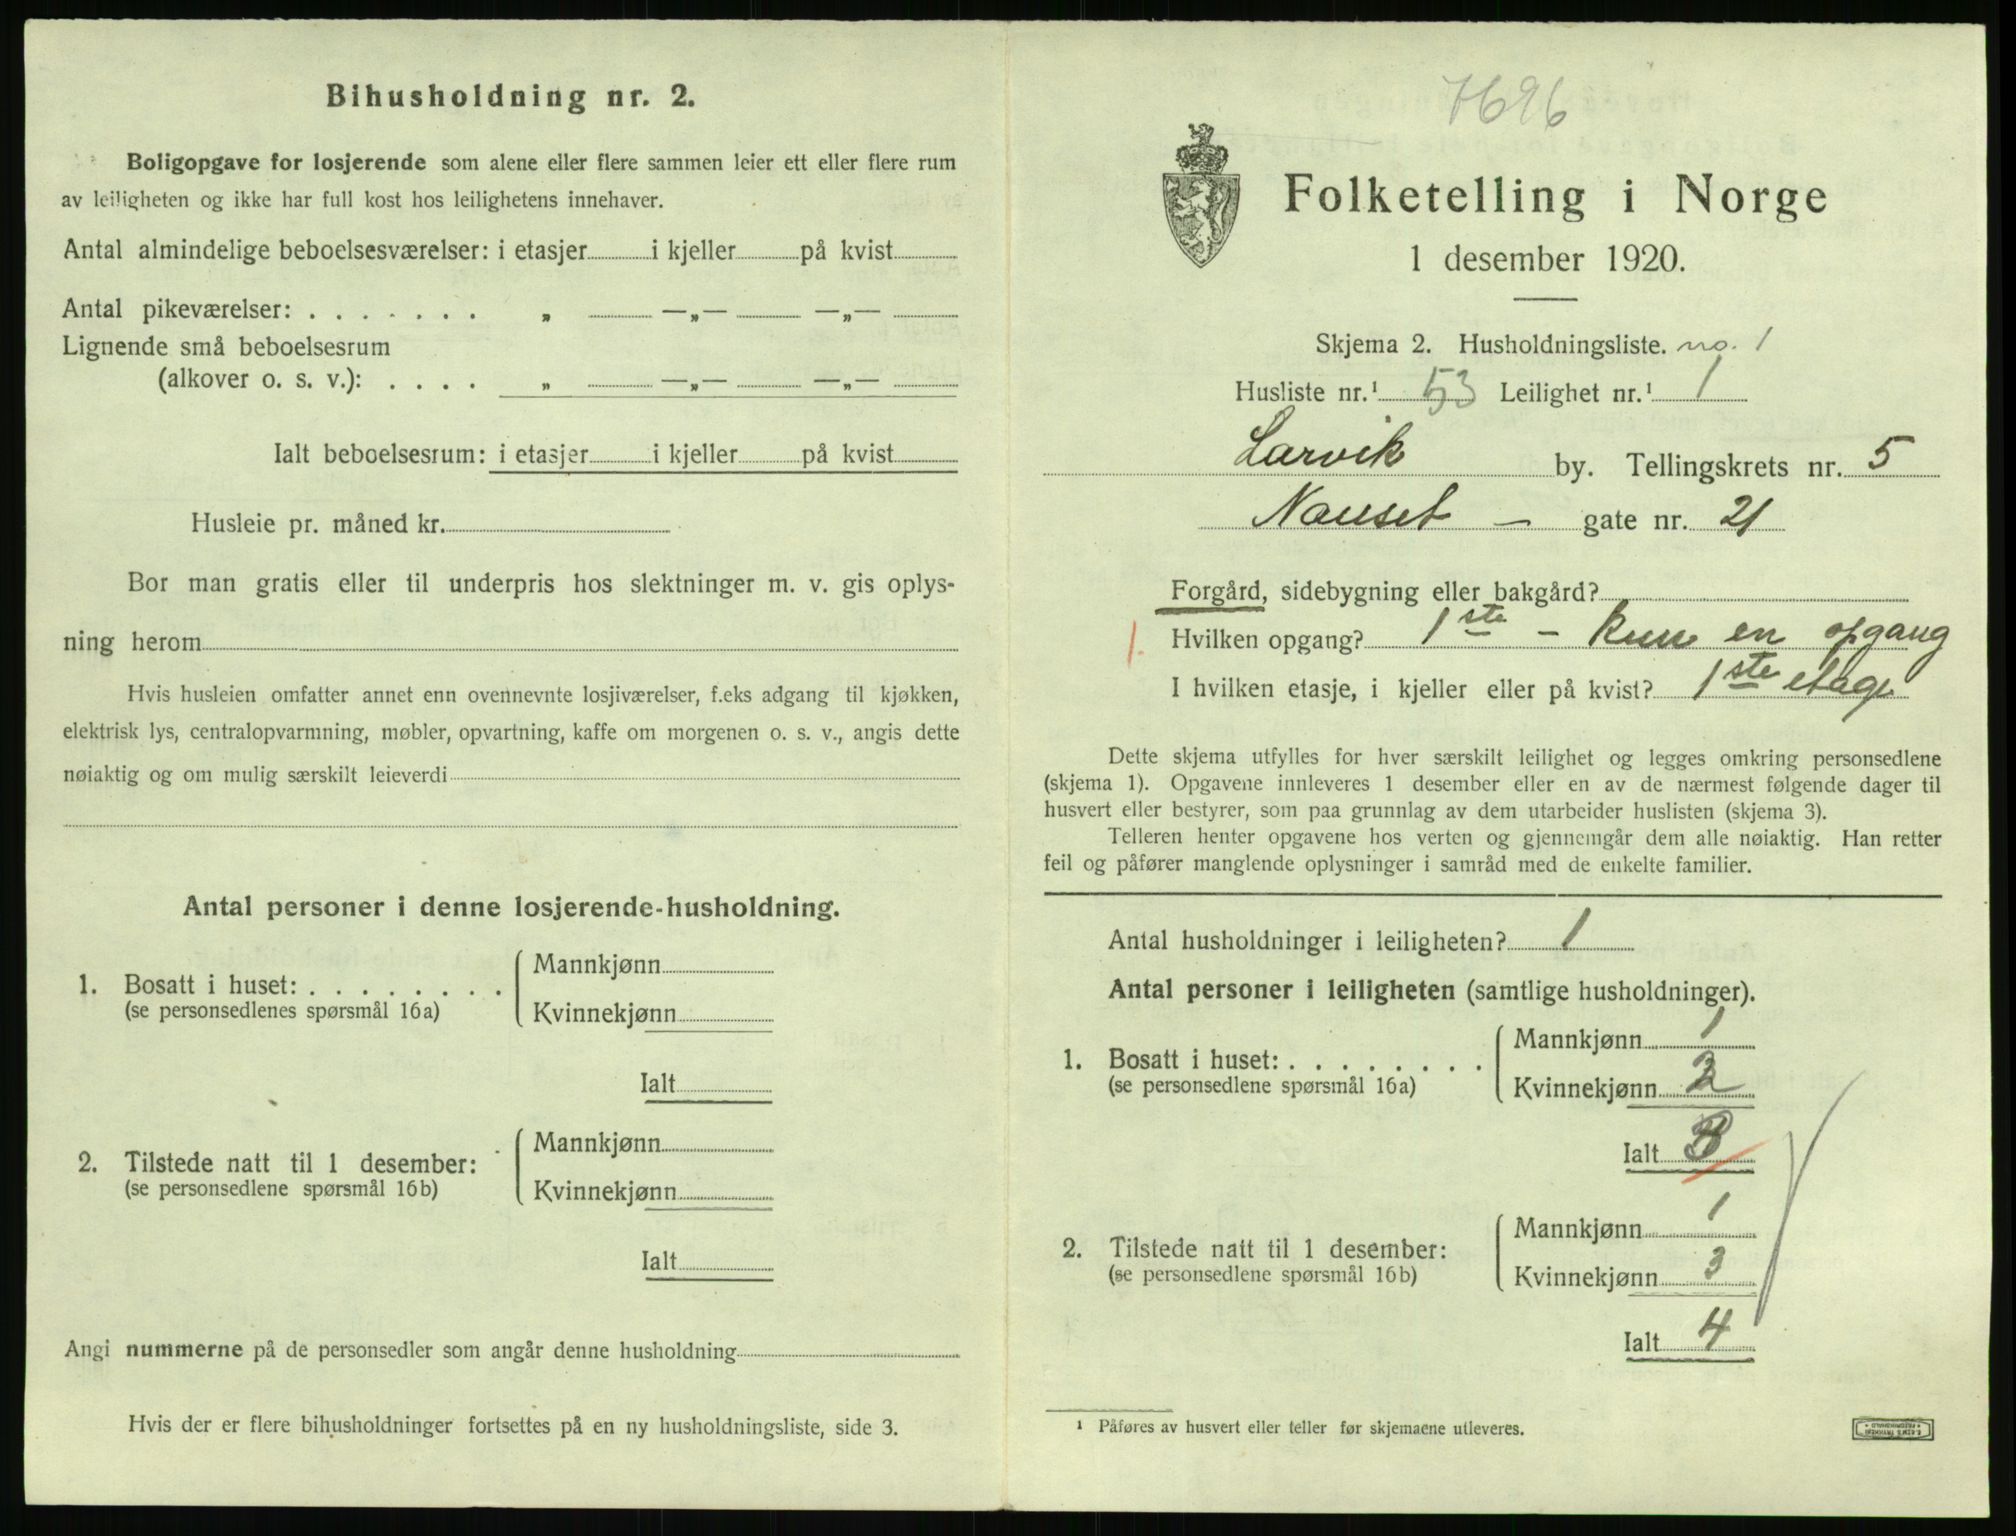 Bihusholdning nr. 2.
Boligopgave for losjerende som alene eller flere sammen leier ett eller flere rum
av leiligheten og ikke har full kost hos leilighetens innehaver.
Antal almindelige beboelsesværelser: i etasjer i kjeller på kvist
Antal pikeværelser: . . . . . . . „ —„— —„—
Lignende små beboelsesrum
(alkover o. s. v.): . . . . „ —„— —„—
Ialt beboelsesrum: i etasjer i kjeller på kvist
Husleie pr. måned kr.
Bor man gratis eller til underpris hos slektninger m. v. gis oplys-
ning herom
Hvis husleien omfatter annet enn ovennevnte losjiværelser, f.eks adgang til kjøkken,
elektrisk lys, centralopvarmning, møbler, opvartning, kaffe om morgenen o. s. v., angis dette
nøiaktig og om mulig særskilt leieverdi
Antal personer i denne losjerende-husholdning.
1. Bosatt i huset: . . . . . . . . Mannkjønn
(se personsedlenes spørsmål 16a) Kvinnekjønn
Ialt
2. Tilstede natt til 1 desember: Mannkjønn
(se personsedlene spørsmål 16b) Kvinnekjønn
Ialt
Angi nummerne på de personsedler som angår denne husholdning
Hvis der er flere bihusholdninger fortsettes på en ny husholdningsliste, side 3.
7696
Folketelling i Norge
1 desember 1920.
Skjema 2. Husholdningsliste. no. 1
Husliste nr.¹ 53 Leilighet nr.¹ 1
Larvik by. Tellingskrets nr. 5
Nanset — gate nr. 21
Forgård, sidebygning eller bakgård?
1. Hvilken opgang? 1ste — kun en opgang
I hvilken etasje, i kjeller eller på kvist? 1ste etage
Dette skjema utfylles for hver særskilt leilighet og legges omkring personsedlene
(skjema 1). Opgavene innleveres 1 desember eller en av de nærmest følgende dager til
husvert eller bestyrer, som paa grunnlag av dem utarbeider huslisten (skjema 3).
Telleren henter opgavene hos verten og gjennemgår dem alle nøiaktig. Han retter
feil og påfører manglende oplysninger i samråd med de enkelte familier.
Antal husholdninger i leiligheten? 1
Antal personer i leiligheten (samtlige husholdninger).
1. Bosatt i huset: . . . . . . . . Mannkjønn 1
(se personsedlene spørsmål 16a) Kvinnekjønn 2
Ialt 3
2. Tilstede natt til 1 desember: Mannkjønn 1
(se personsedlene spørsmål 16b) Kvinnekjønn 3
Ialt 4
¹ Påføres av husvert eller teller før skjemaene utleveres.